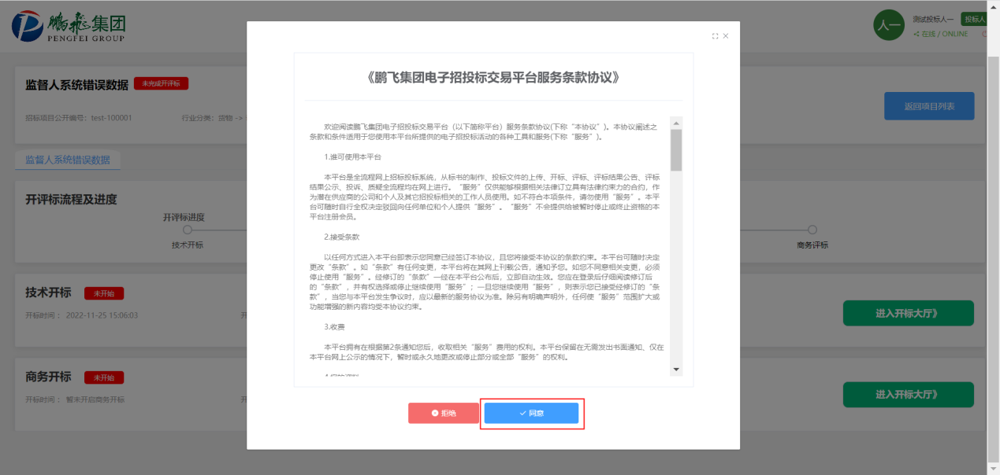 鹏飞集团
PENGFEI GROUP
人一
测试投标人一
投标人
在线 / ONLINE
监督人系统错误数据
未完成开评标
招标项目公开编号：test-100001
行业分类：货物 ->
返回项目列表
监督人系统错误数据
开评标流程及进度
开评标进度
技术开标
商务评标
技术开标
未开始
开标时间： 2022-11-25 15:06:03
开
进入开标大厅》
商务开标
未开始
开标时间： 暂未开启商务开标
开
进入开标大厅》
《鹏飞集团电子招投标交易平台服务条款协议》
欢迎阅读鹏飞集团电子招投标交易平台（以下简称平台）服务条款协议(下称“本协议”)。本协议阐述之
条款和条件适用于您使用本平台所提供的电子招投标活动的各种工具和服务(下称“服务”)。
1.谁可使用本平台
本平台是全流程网上招标投标系统，从标书的制作、投标文件的上传、开标、评标、评标结果公告、评标
结果公示、投诉、质疑全流程均在网上进行。“服务”仅供能够根据相关法律订立具有法律约束力的合约，作
为潜在供应商的公司和个人及其它招投标相关的工作人员使用。如不符合本项条件，请勿使用“服务”。本平
台可随时自行全权决定驳回向任何单位和个人提供“服务”。“服务”不会提供给被暂时停止或终止资格的本
平台注册会员。
2.接受条款
以任何方式进入本平台即表示您同意已经签订本协议，且您将接受本协议的条款约束。本平台可随时决定
更改“条款”。如“条款”有任何变更，本平台将在其网上刊载公告，通知予您。如您不同意相关变更，必须
停止使用“服务”。经修订的“条款”一经在本平台公布后，立即自动生效。您应在登录后仔细阅读修订后
的“条款”，并有权选择或停止继续使用“服务”；一旦您继续使用“服务”，则表示您已接受经修订的“条
款”，当您与本平台发生争议时，应以最新的服务协议为准。除另有明确声明外，任何使“服务”范围扩大或
功能增强的新内容均受本协议约束。
3.收费
本平台拥有在根据第2条通知您后，收取相关“服务”费用的权利。本平台保留在无需发出书面通知、仅在
本平台网上公示的情况下，暂时或永久地更改或停止部分或全部“服务”的权利。
拒绝
同意